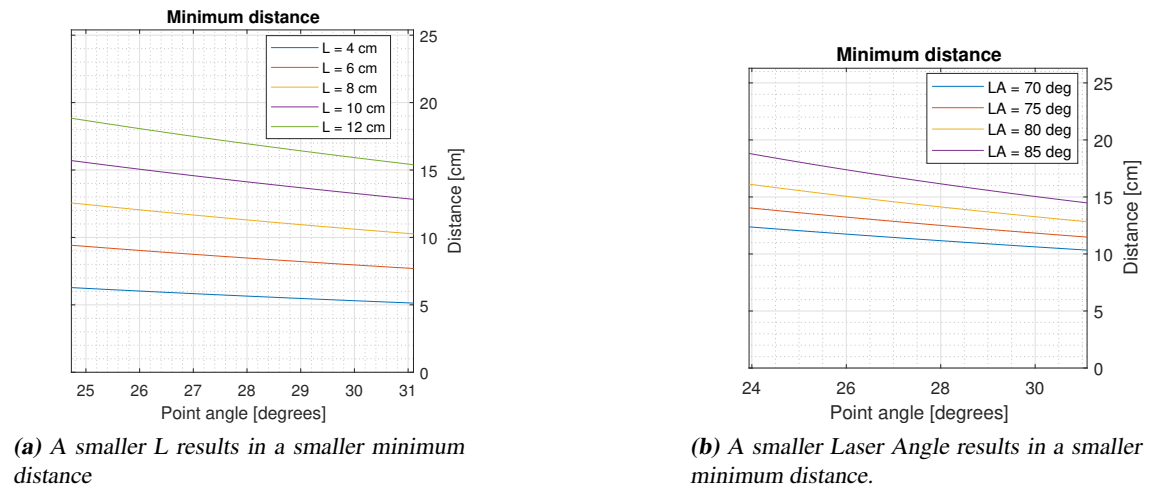 Minimum distance
L = 4 cm
L = 6 cm
L = 8 cm
L = 10 cm
L = 12 cm
25
20
15
10
5
0
Distance [cm]
25 26 27 28 29 30 31
Point angle [degrees]
(a) A smaller L results in a smaller minimum
distance
Minimum distance
LA = 70 deg
LA = 75 deg
LA = 80 deg
LA = 85 deg
25
20
15
10
5
0
Distance [cm]
24 26 28 30
Point angle [degrees]
(b) A smaller Laser Angle results in a smaller
minimum distance.